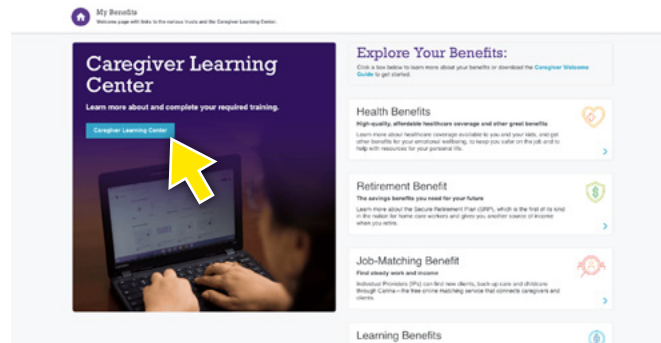 My Benefits
Welcome page with links to the various trusts and the Caregiver Learning Center.
Caregiver Learning
Center
Learn more about and complete your required training.
Caregiver Learning Center
Explore Your Benefits:
Click a box below to learn more about your benefits or download the Caregiver Welcome
Guide to get started.
Health Benefits
High-quality, affordable healthcare coverage and other great benefits
Learn more about healthcare coverage available to you and your kids, and get
other benefits for your emotional wellbeing, to keep you safer on the job and to
help with resources for your personal life.
Retirement Benefit
The savings benefits you need for your future
Learn more about the Secure Retirement Plan (SRP), which is the first of its kind
in the nation for home care workers and gives you another source of income
when you retire.
Job-Matching Benefit
Find steady work and income
Individual Providers (IPs) can find new clients, back-up care and childcare
through Carina – the free online matching service that connects caregivers and
clients.
Learning Benefits